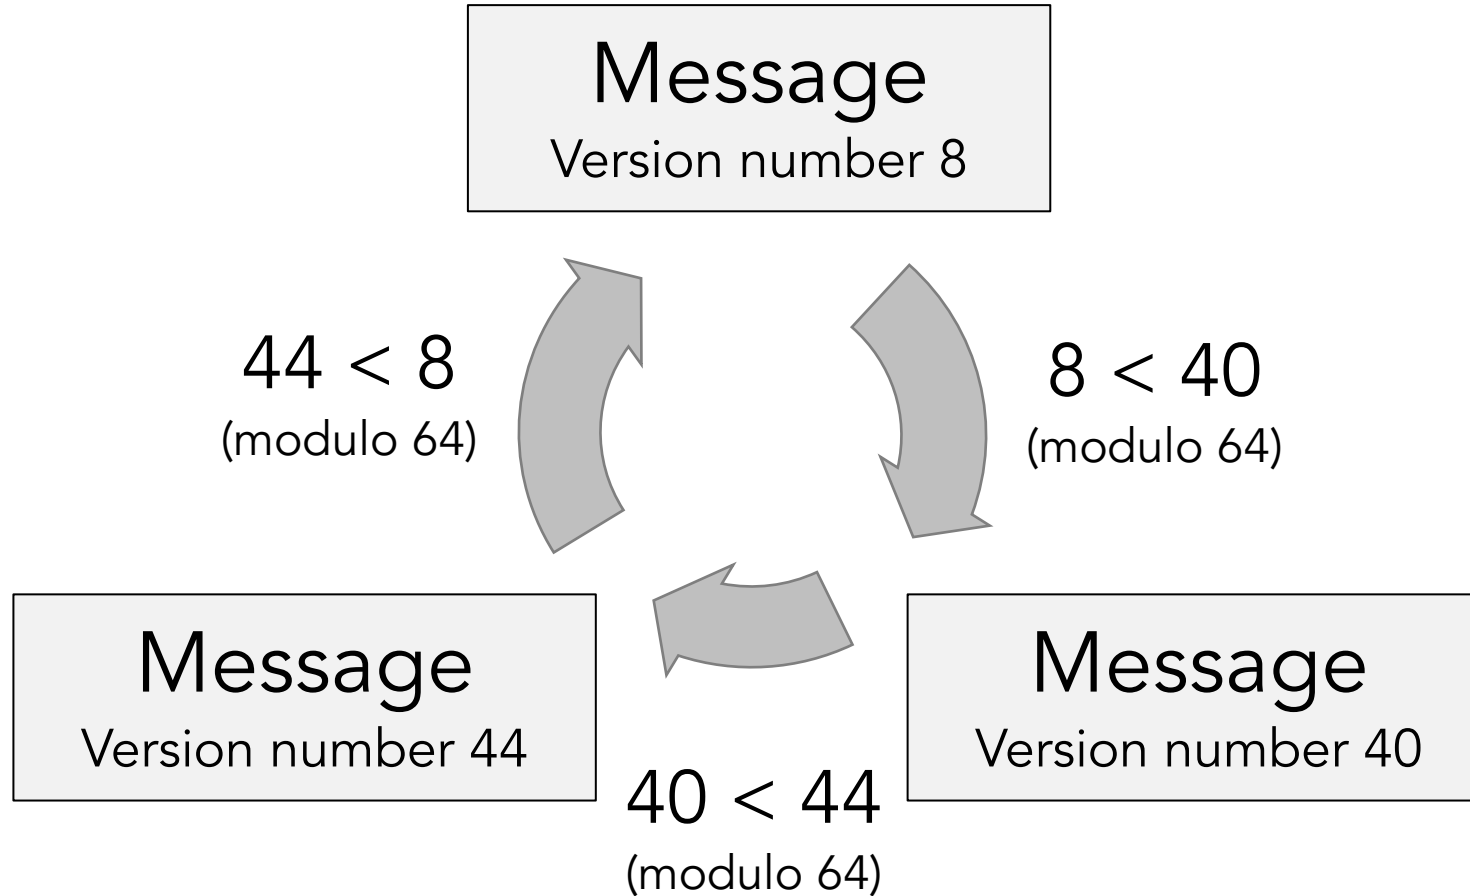 Message
Version number 8
44 < 8
(modulo 64)
8 < 40
(modulo 64)
Message
Version number 44
Message
Version number 40
40 < 44
(modulo 64)